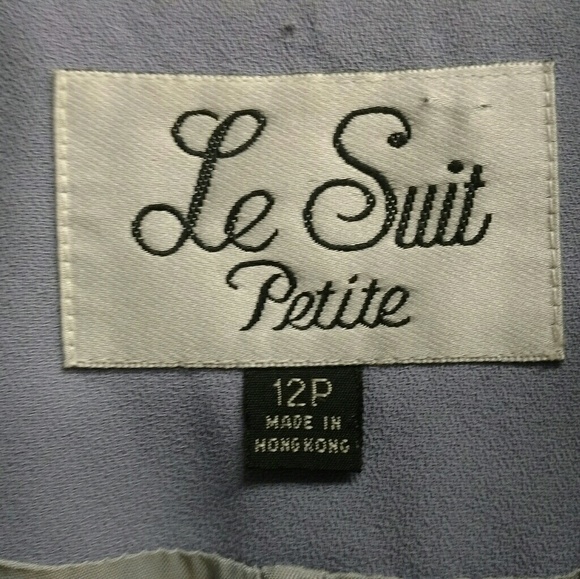 Le Suit
Petite
12P
MADE IN
HONG KONG